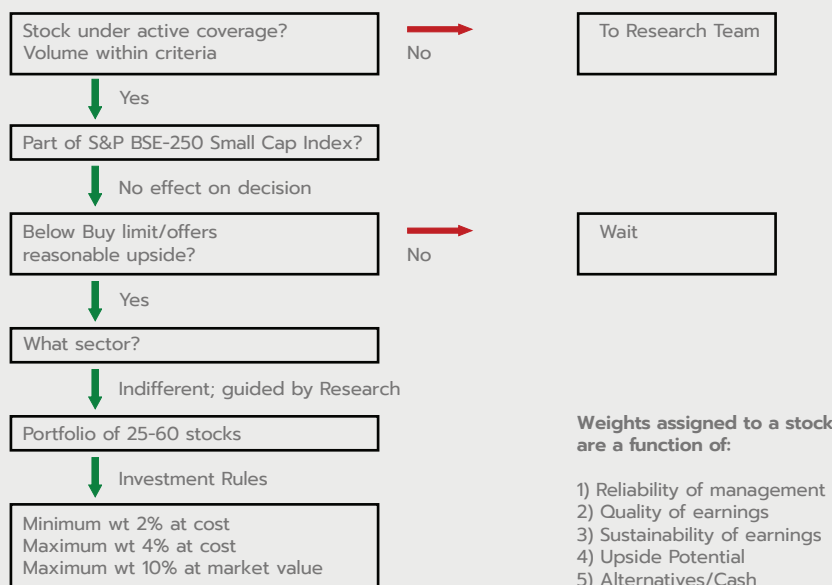 Stock under active coverage?
Volume within criteria
No
To Research Team
Yes
Part of S&P BSE-250 Small Cap Index?
No effect on decision
Below Buy limit/offers
reasonable upside?
No
Wait
Yes
What sector?
Indifferent; guided by Research
Portfolio of 25-60 stocks
Investment Rules
Minimum wt 2% at cost
Maximum wt 4% at cost
Maximum wt 10% at market value
Weights assigned to a stock
are a function of:
1) Reliability of management
2) Quality of earnings
3) Sustainability of earnings
4) Upside Potential
5) Alternatives/Cash